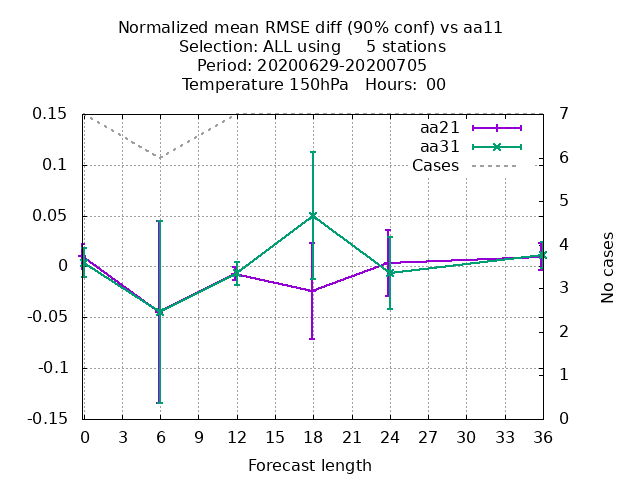 Normalized mean RMSE diff (90% conf) vs aa11
Selection: ALL using     5 stations
Period: 20200629-20200705
Temperature 150hPa   Hours:  00
0.15
0.1
0.05
0
-0.05
-0.1
-0.15
7
6
5
4
3
2
1
0
aa21
aa31
Cases
No cases
0 3 6 9 12 15 18 21 24 27 30 33 36
Forecast length